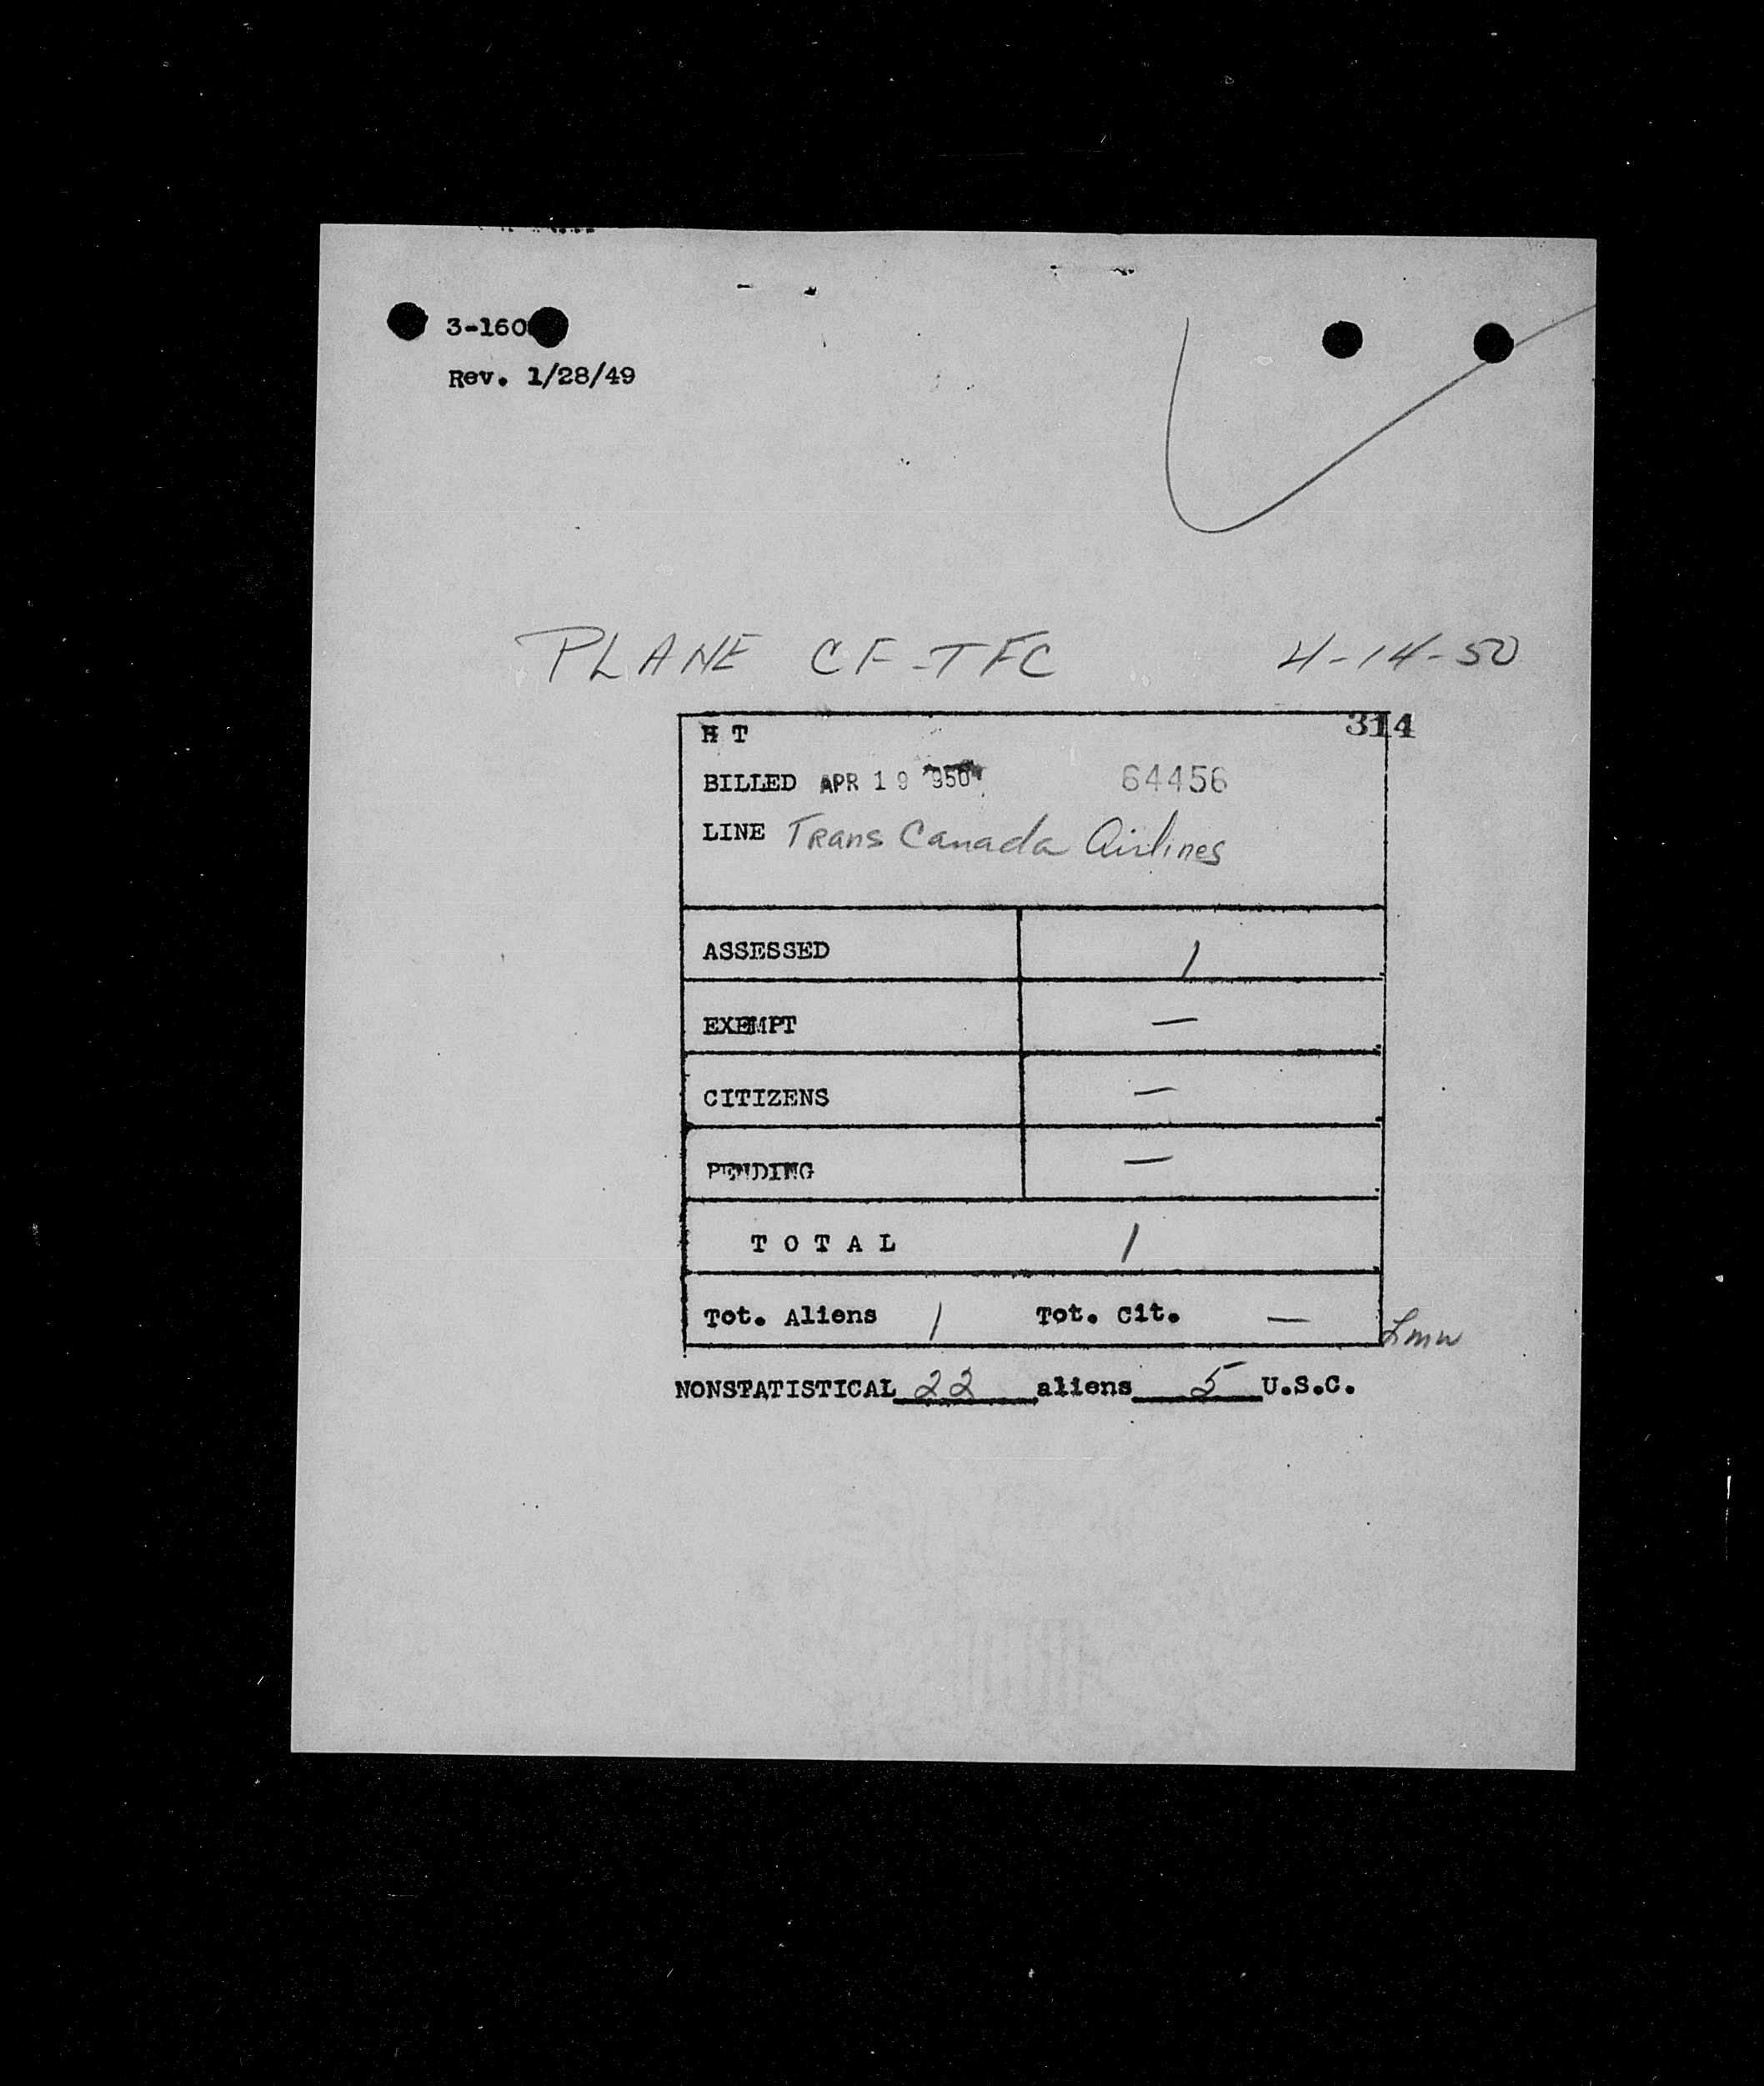 3-160
Rev. 1/28/49
PLANE CF-TFC 4-14-50
314
H T
BILLED APR 19 1950 64456
LINE Trans Canada Airlines
ASSESSED 1
EXEMPT —
CITIZENS —
PENDING —
TOTAL 1
Tot. Aliens 1 Tot. Cit. —
Lmw
NONSTATISTICAL 22 aliens 5 U.S.C.